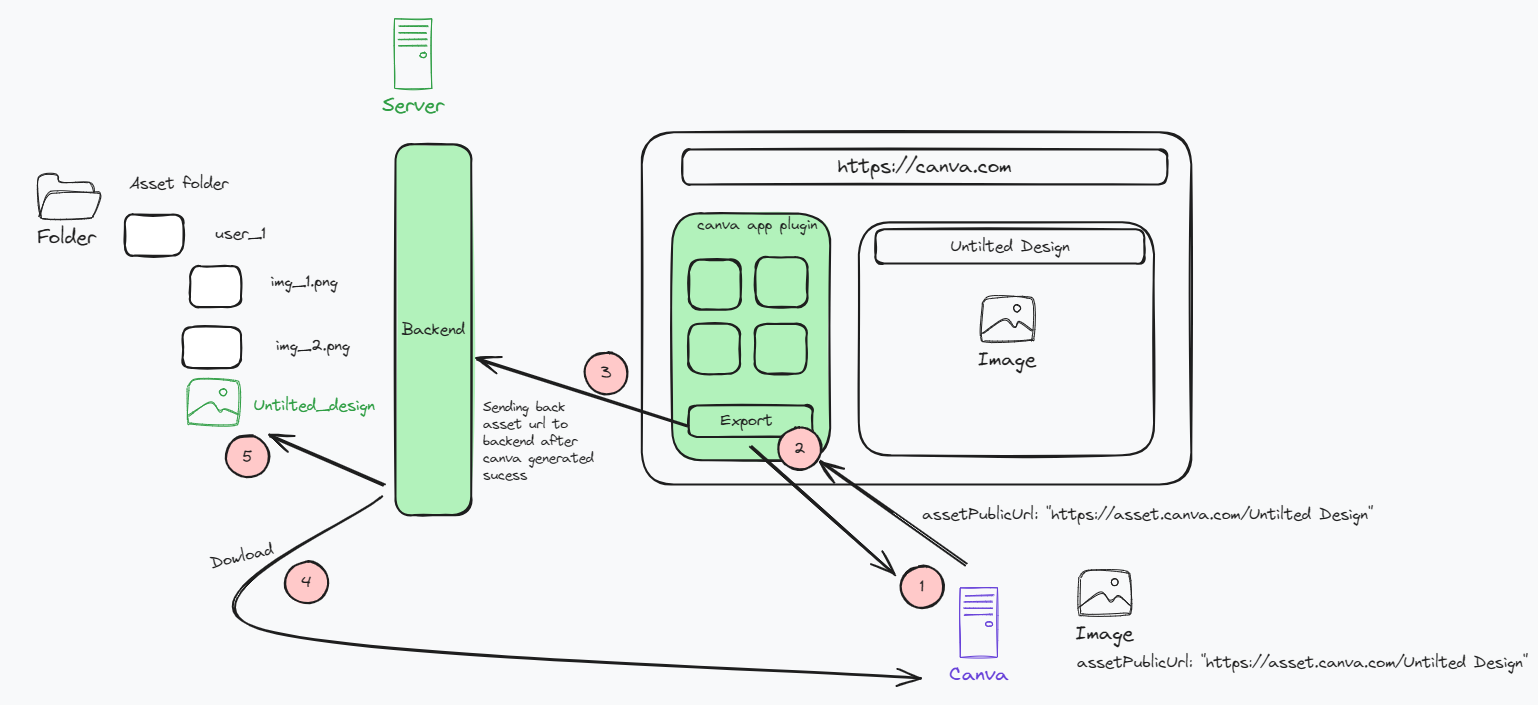 Server
https://canva.com
Asset folder
Folder
user_1
canva app plugin
Untilted Design
img_1.png
Backend
img_2.png
Image
3
Untilted_design
Sending back
asset url to
backend after
canva generated
sucess
Export
2
5
assetPublicUrl: "https://asset.canva.com/Untilted Design"
Dowload
4
1
Image
assetPublicUrl: "https://asset.canva.com/Untilted Design"
Canva